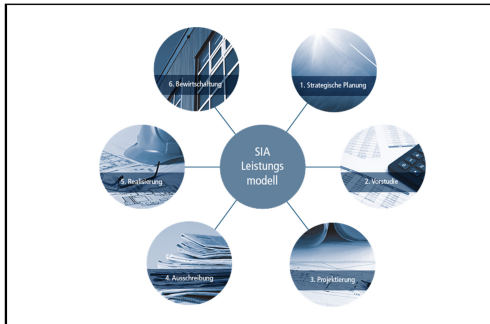 6. Bewirtschaftung
1. Strategische Planung
SIA
Leistungs
modell
5. Realisierung
2. Vorstudie
4. Ausschreibung
3. Projektierung